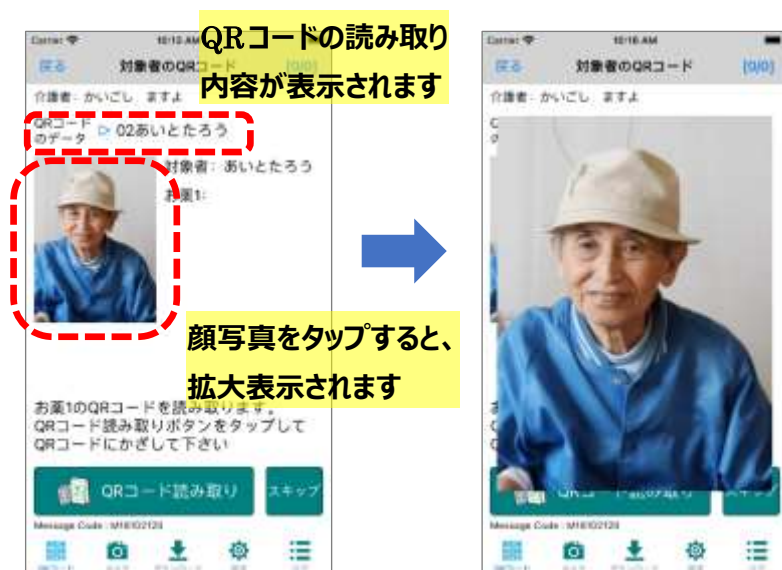 QRコードの読み取り
内容が表示されます
Carrier
10:15 AM
戻る
対象者のQRコード
[0/0]
介護者: かいごし ますよ
QRコード
のデータ
▷ 02あいとたろう
対象者: あいとたろう
お薬1:
顔写真をタップすると、
拡大表示されます
お薬1のQRコードを読み取ります。
QRコード読み取りボタンをタップして
QRコードにかざして下さい
QRコード読み取り
スキップ
Message Code : M18102123
Carrier
10:16 AM
戻る
対象者のQRコード
[0/0]
介護者: かいごし ますよ
Message Code : M18102123